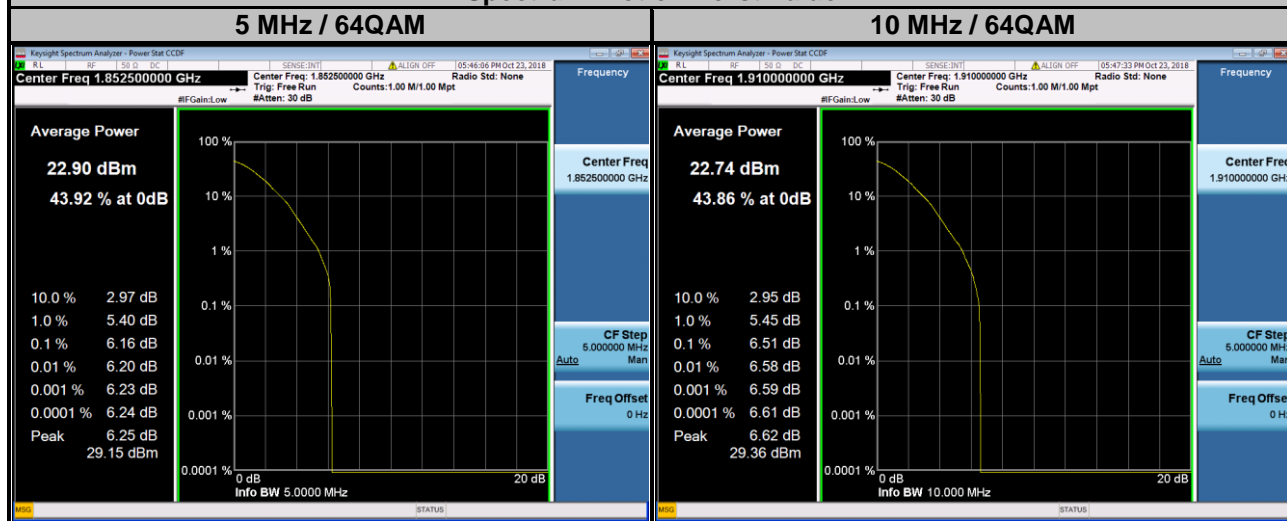 5 MHz / 64QAM
10 MHz / 64QAM
Keysight Spectrum Analyzer - Power Stat CCDF
RL RF 50 Ω DC SENSE:INT ALIGN OFF 05:46:06 PM Oct 23, 2018
Center Freq 1.852500000 GHz
Center Freq: 1.852500000 GHz
Radio Std: None
Trig: Free Run
Counts:1.00 M/1.00 Mpt
#IFGain:Low
#Atten: 30 dB
Average Power
22.90 dBm
43.92 % at 0dB
10.0 % 2.97 dB
1.0 % 5.40 dB
0.1 % 6.16 dB
0.01 % 6.20 dB
0.001 % 6.23 dB
0.0001 % 6.24 dB
Peak 6.25 dB
29.15 dBm
100 %
10 %
1 %
0.1 %
0.01 %
0.001 %
0.0001 %
0 dB
20 dB
Info BW 5.0000 MHz
Frequency
Center Freq
1.852500000 GHz
CF Step
5.000000 MHz
Auto Man
Freq Offset
0 Hz
MSG
STATUS
Keysight Spectrum Analyzer - Power Stat CCDF
RL RF 50 Ω DC SENSE:INT ALIGN OFF 05:47:33 PM Oct 23, 2018
Center Freq 1.910000000 GHz
Center Freq: 1.910000000 GHz
Radio Std: None
Trig: Free Run
Counts:1.00 M/1.00 Mpt
#IFGain:Low
#Atten: 30 dB
Average Power
22.74 dBm
43.86 % at 0dB
10.0 % 2.95 dB
1.0 % 5.45 dB
0.1 % 6.51 dB
0.01 % 6.58 dB
0.001 % 6.59 dB
0.0001 % 6.61 dB
Peak 6.62 dB
29.36 dBm
100 %
10 %
1 %
0.1 %
0.01 %
0.001 %
0.0001 %
0 dB
20 dB
Info BW 10.000 MHz
Frequency
Center Freq
1.910000000 GHz
CF Step
5.000000 MHz
Auto Man
Freq Offset
0 Hz
MSG
STATUS